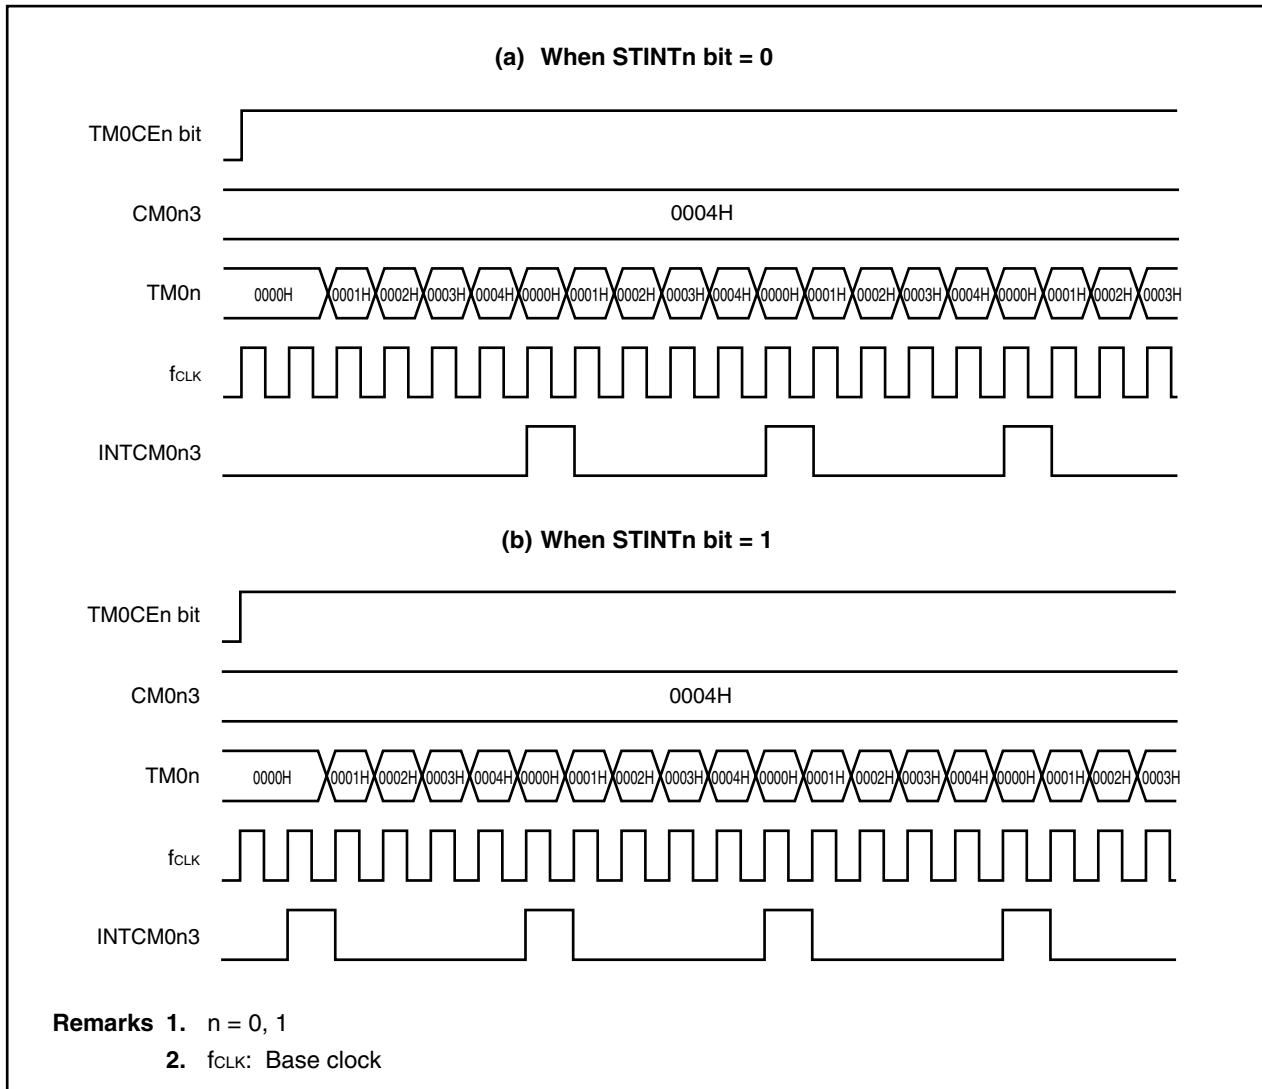 (a) When STINTn bit = 0
TM0CEn bit
CM0n3 0004H
TM0n 0000H 0001H 0002H 0003H 0004H 0000H 0001H 0002H 0003H 0004H 0000H 0001H 0002H 0003H 0004H 0000H 0001H 0002H 0003H
fCLK
INTCM0n3
(b) When STINTn bit = 1
TM0CEn bit
CM0n3 0004H
TM0n 0000H 0001H 0002H 0003H 0004H 0000H 0001H 0002H 0003H 0004H 0000H 0001H 0002H 0003H 0004H 0000H 0001H 0002H 0003H
fCLK
INTCM0n3
Remarks 1. n = 0, 1
2. fCLK: Base clock